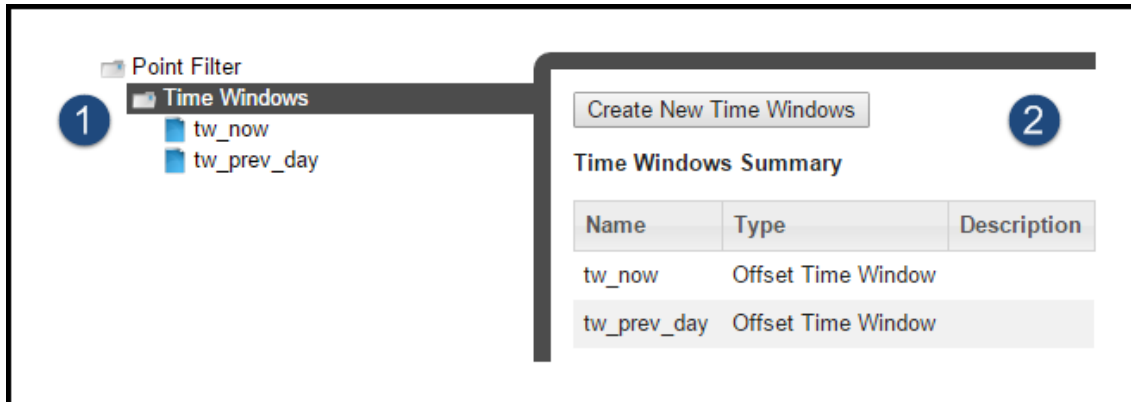 Point Filter
Time Windows
1
tw_now
tw_prev_day
Create New Time Windows
2
Time Windows Summary
Name Type Description
tw_now Offset Time Window
tw_prev_day Offset Time Window